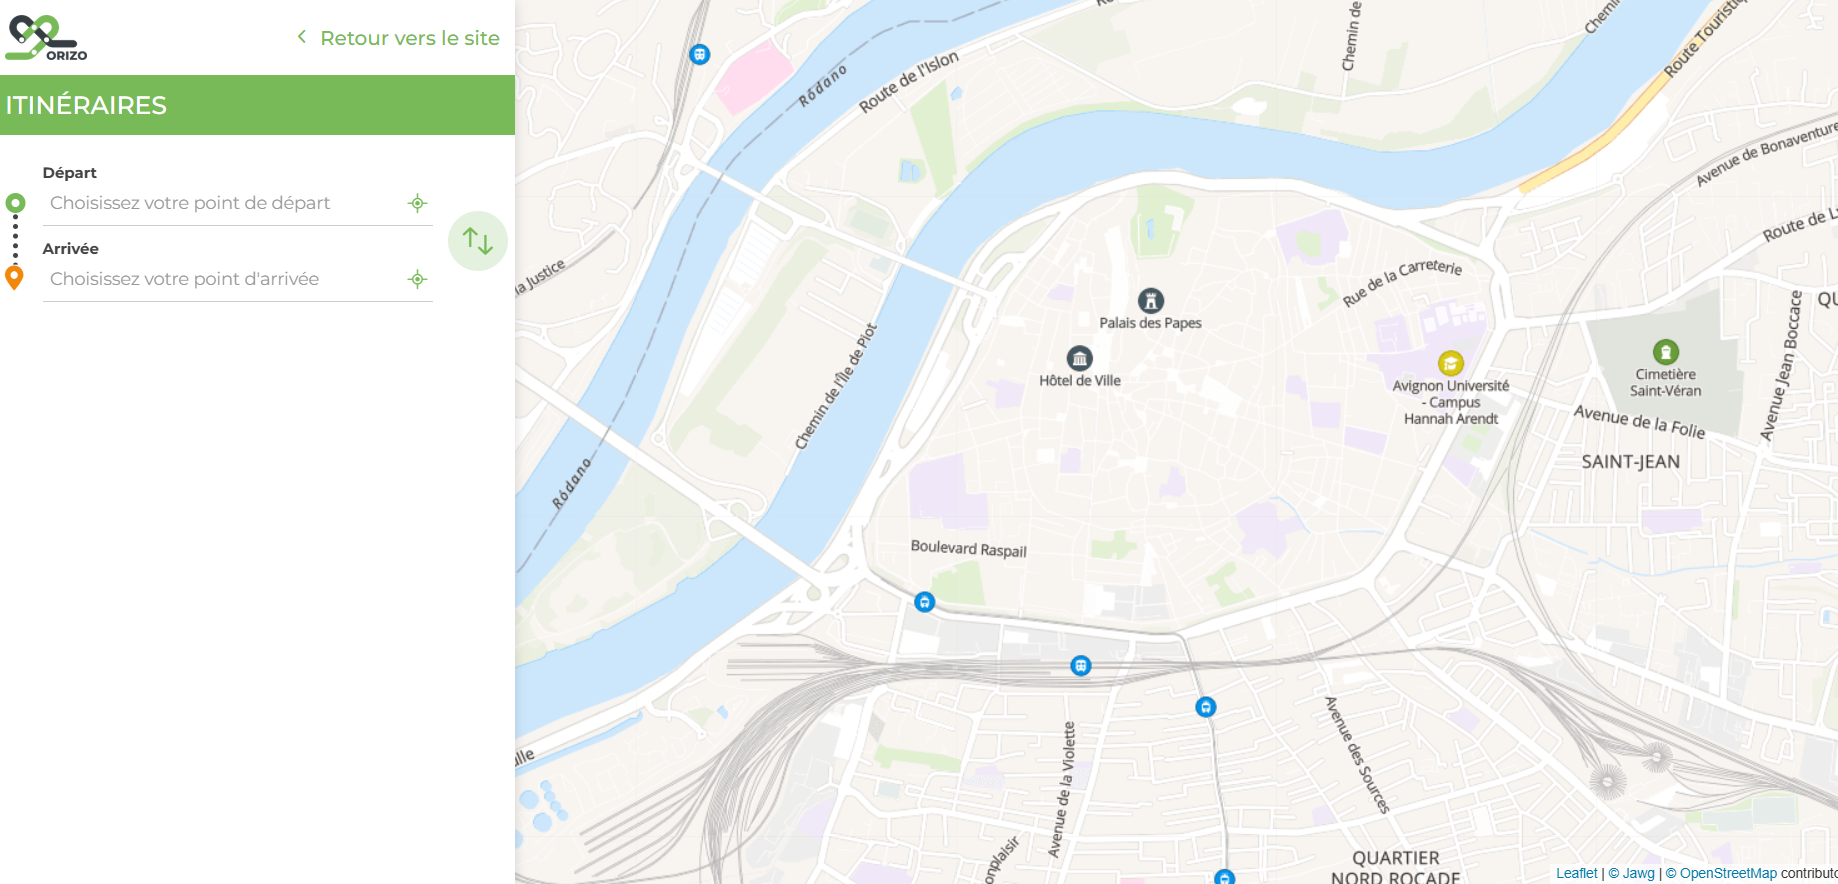 ORIZO
Retour vers le site
ITINÉRAIRES
Départ
Choisissez votre point de départ
Arrivée
Choisissez votre point d'arrivée
Ródano
Route de l'Islon
Chemin de
Route Touristiq
Avenue de Bonaventure
Route de L
la Justice
Rue de la Carreterie
Palais des Papes
Hôtel de Ville
Chemin de l'Île de Piot
Avignon Université
- Campus
Hannah Arendt
Cimetière
Saint-Véran
Avenue Jean Boccace
QU
Avenue de la Folie
SAINT-JEAN
Ródano
Boulevard Raspail
lle
Avenue de la Violette
Avenue des Sources
onplaisir
QUARTIER
NORD ROCADE
Leaflet | © Jawg | © OpenStreetMap contributo